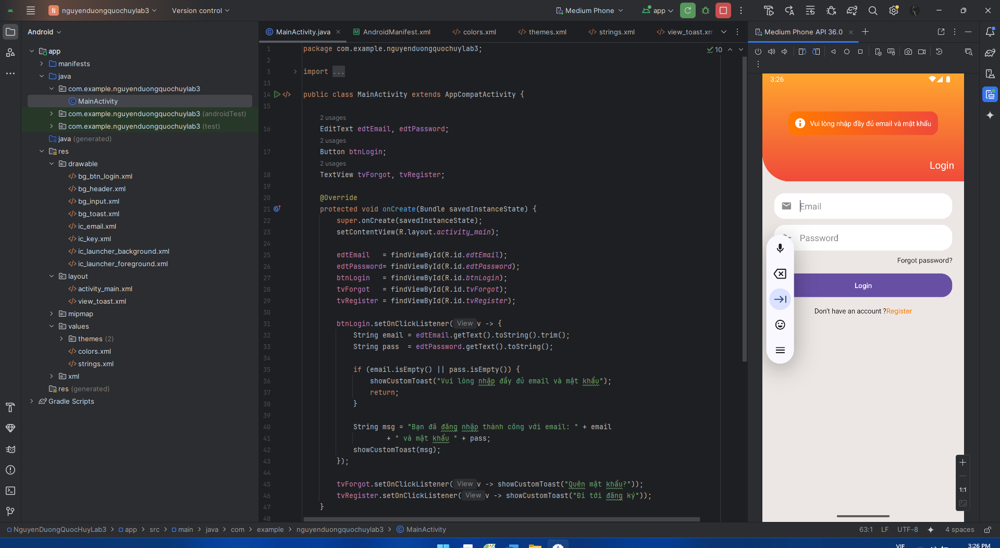 N nguyenduongquochuylab3
Version control
Medium Phone
app
Android
MainActivity.java
AndroidManifest.xml
colors.xml
themes.xml
strings.xml
view_toast.xm
Medium Phone API 36.0
app
manifests
java
com.example.nguyenduongquochuylab3
MainActivity
com.example.nguyenduongquochuylab3 (androidTest)
com.example.nguyenduongquochuylab3 (test)
java (generated)
res
drawable
bg_btn_login.xml
bg_header.xml
bg_input.xml
bg_toast.xml
ic_email.xml
ic_key.xml
ic_launcher_background.xml
ic_launcher_foreground.xml
layout
activity_main.xml
view_toast.xml
mipmap
values
themes (2)
colors.xml
strings.xml
xml
res (generated)
Gradle Scripts
10
1 package com.example.nguyenduongquochuylab3;
2
3 import ...
13
14 public class MainActivity extends AppCompatActivity {
15
2 usages
16 EditText edtEmail, edtPassword;
2 usages
17 Button btnLogin;
2 usages
18 TextView tvForgot, tvRegister;
19
20 @Override
21 protected void onCreate(Bundle savedInstanceState) {
22 super.onCreate(savedInstanceState);
23 setContentView(R.layout.activity_main);
24
25 edtEmail   = findViewById(R.id.edtEmail);
26 edtPassword= findViewById(R.id.edtPassword);
27 btnLogin   = findViewById(R.id.btnLogin);
28 tvForgot   = findViewById(R.id.tvForgot);
29 tvRegister = findViewById(R.id.tvRegister);
30
31 btnLogin.setOnClickListener( View v -> {
32 String email = edtEmail.getText().toString().trim();
33 String pass  = edtPassword.getText().toString();
34
35 if (email.isEmpty() || pass.isEmpty()) {
36 showCustomToast("Vui lòng nhập đầy đủ email và mật khẩu");
37 return;
38 }
39
40 String msg = "Bạn đã đăng nhập thành công với email: " + email
41 + " và mật khẩu " + pass;
42 showCustomToast(msg);
43 });
44
45 tvForgot.setOnClickListener( View v -> showCustomToast("Quên mật khẩu?"));
46 tvRegister.setOnClickListener( View v -> showCustomToast("Đi tới đăng ký"));
47 }
48
3:26
Vui lòng nhập đầy đủ email và mật khẩu
Login
Email
Password
Forgot password?
Login
Don't have an account ?Register
1:1
NguyenDuongQuocHuyLab3 > app > src > main > java > com > example > nguyenduongquochuylab3 > MainActivity
63:1 LF UTF-8 4 spaces
VIE
3:26 PM